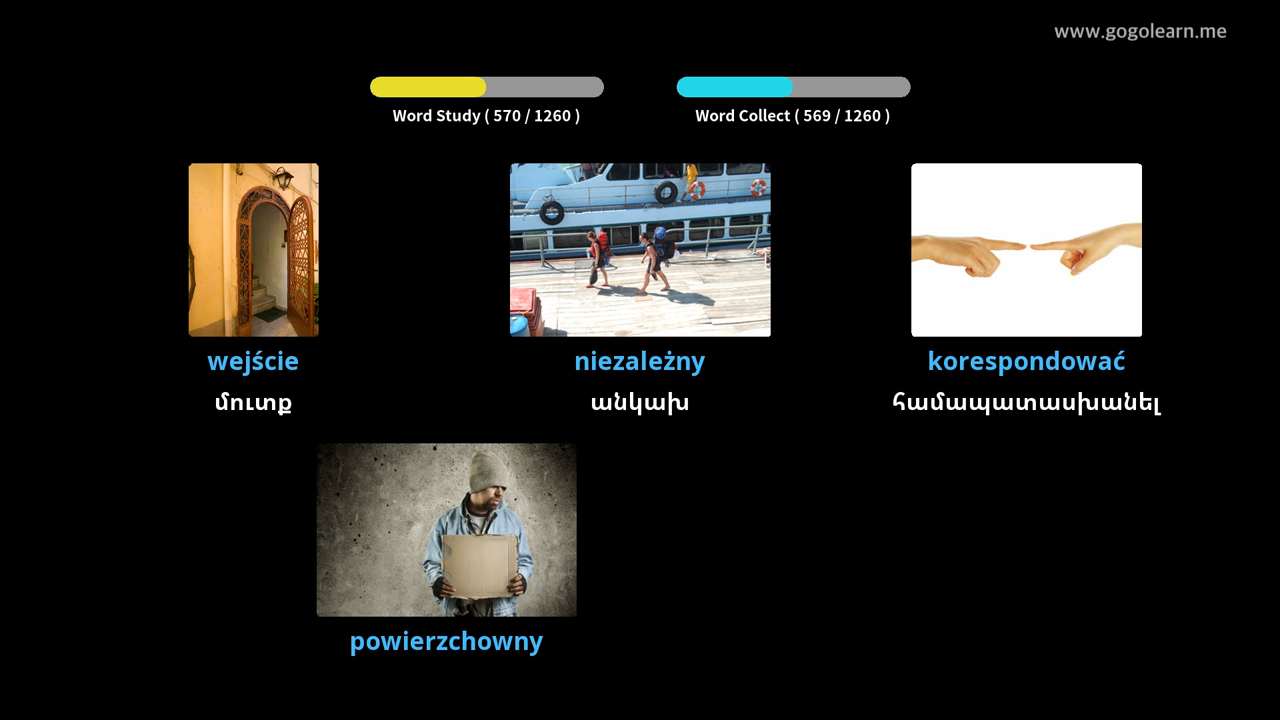 www.gogolearn.me
Word Study ( 570 / 1260 )
Word Collect ( 569 / 1260 )
wejście
niezależny
korespondować
մուտք
անկախ
համապատասխանել
powierzchowny